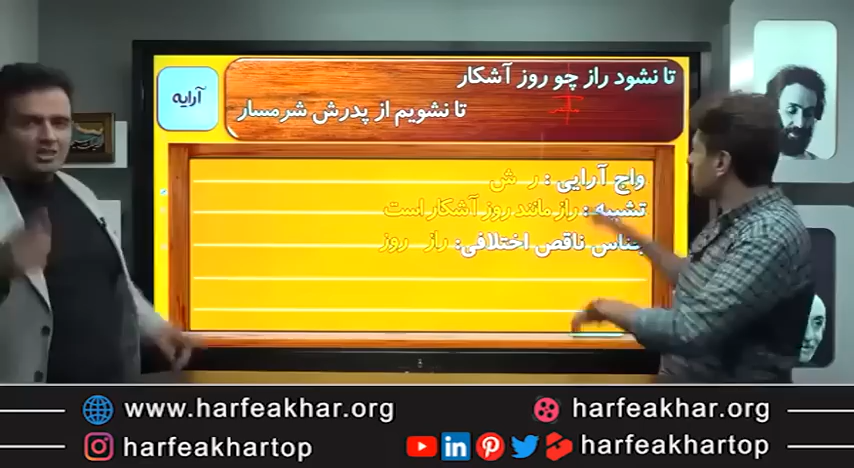 آرایه
تا نشود راز چو روز آشکار
تا نشویم از پدرش شرمسار
واج آرایی : ر ش
تشبیه : راز مانند روز آشکار است
جناس ناقص اختلافی: راز روز
www.harfeakhar.org
harfeakhar.org
harfeakhartop
harfeakhartop